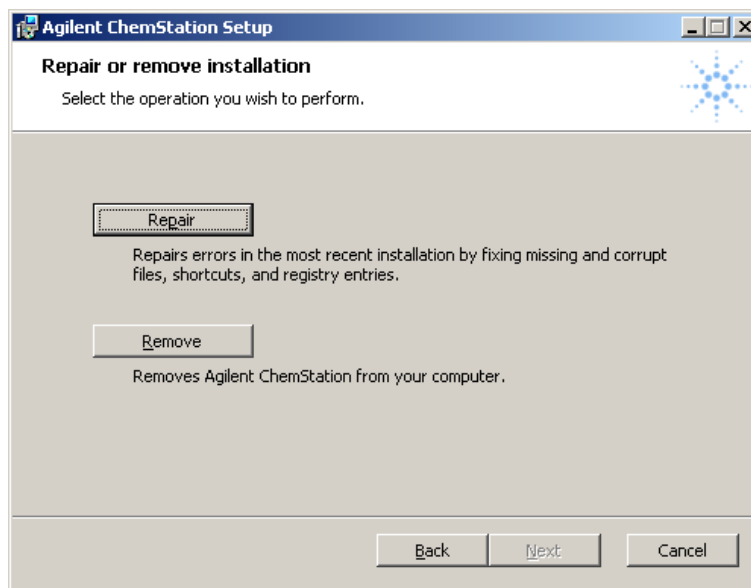 Agilent ChemStation Setup
Repair or remove installation
Select the operation you wish to perform.
Repair
Repairs errors in the most recent installation by fixing missing and corrupt
files, shortcuts, and registry entries.
Remove
Removes Agilent ChemStation from your computer.
Back Next Cancel